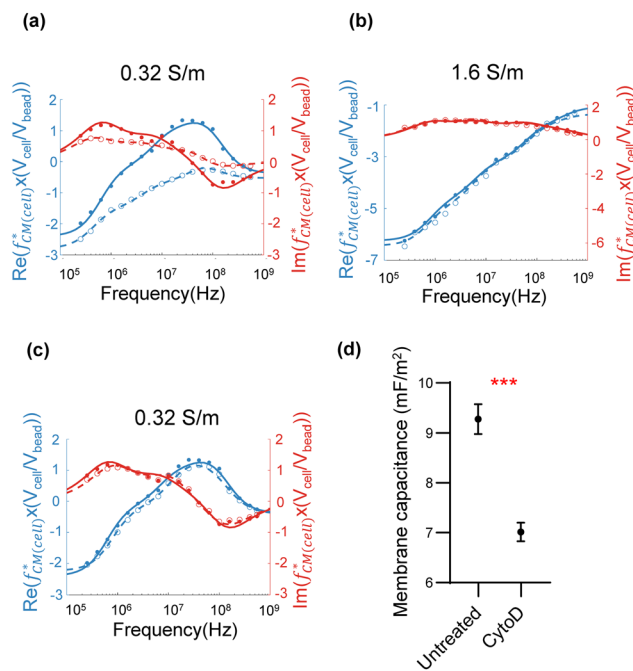 (a)
0.32 S/m
Re(f*CM(cell)x(Vcell/Vbead))
2
1
0
-1
-2
-3
3
2
1
0
-1
-2
-3
Im(f*CM(cell)x(Vcell/Vbead))
10^5 10^6 10^7 10^8 10^9
Frequency(Hz)
(b)
1.6 S/m
Re(f*CM(cell)x(Vcell/Vbead))
-1
-3
-5
-7
2
0
-2
-4
-6
Im(f*CM(cell)x(Vcell/Vbead))
10^5 10^6 10^7 10^8 10^9
Frequency(Hz)
(c)
0.32 S/m
Re(f*CM(cell)x(Vcell/Vbead))
2
1
0
-1
-2
3
3
2
1
0
-1
-2
-3
Im(f*CM(cell)x(Vcell/Vbead))
10^5 10^6 10^7 10^8 10^9
Frequency(Hz)
(d)
Membrane capacitance (mF/m²)
10
9
8
7
6
***
Untreated
CytoD